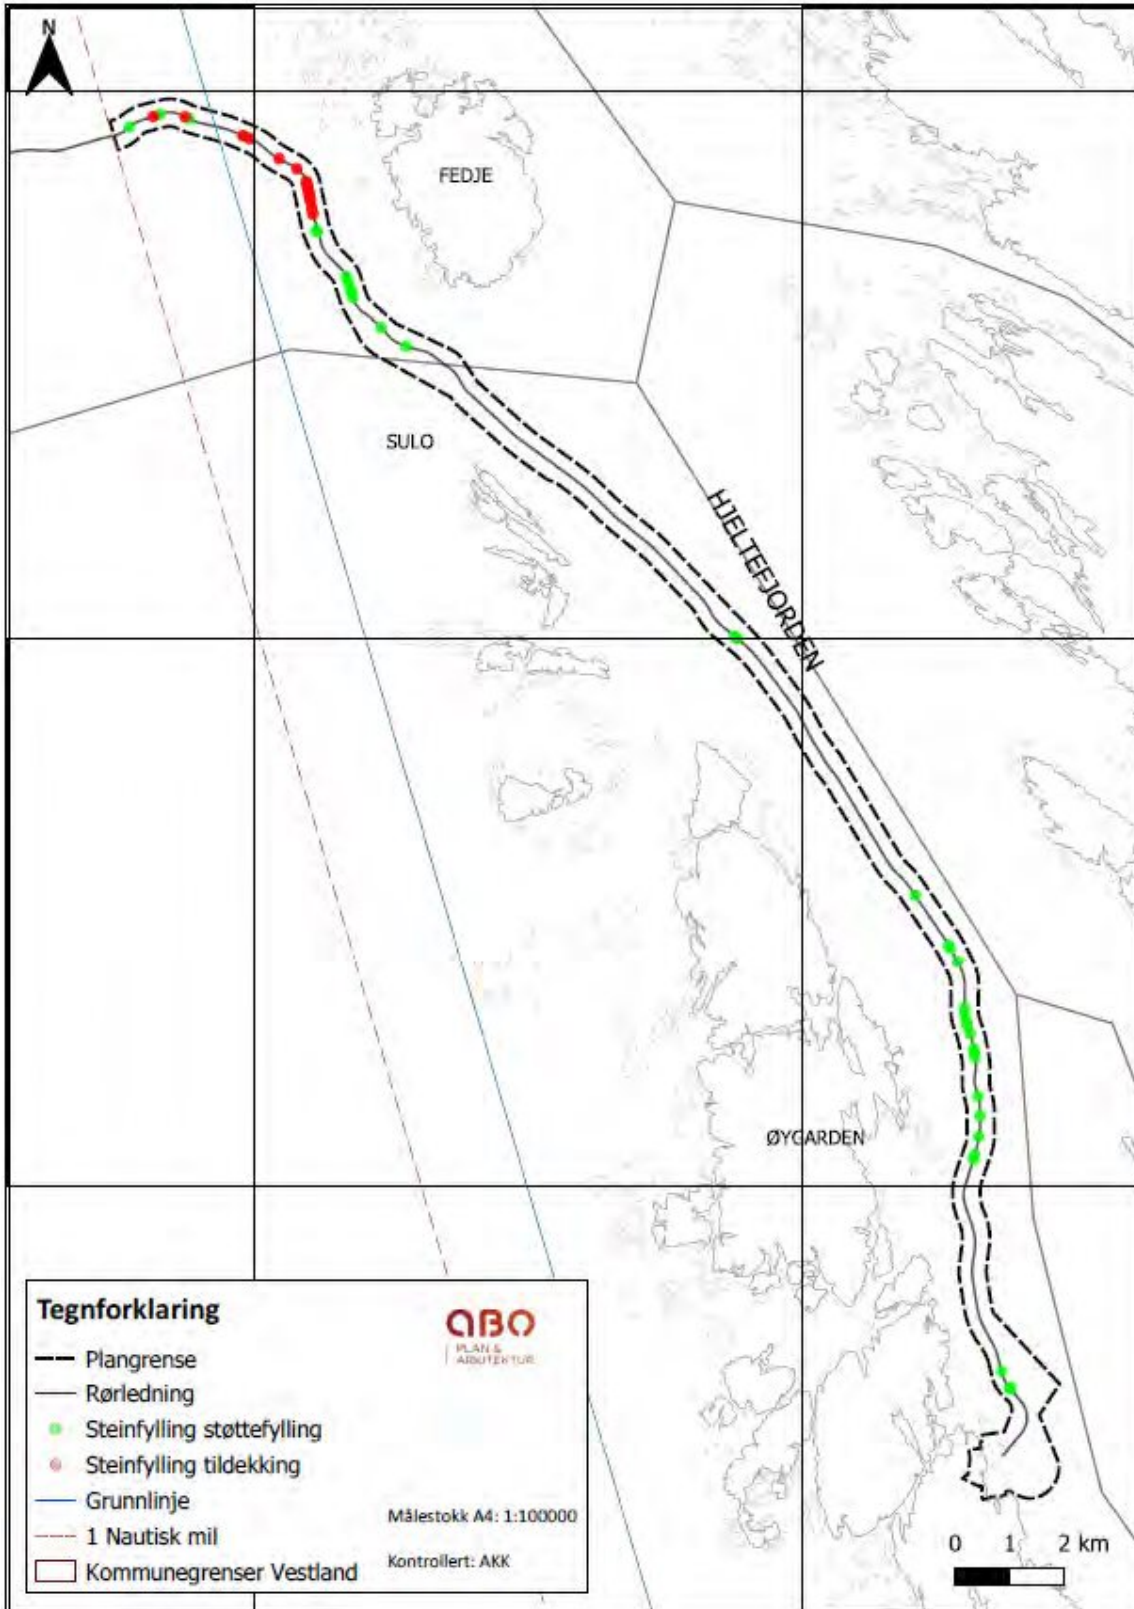 N
FEDJE
SULO
HJELTEFJORDEN
ØYGARDEN
Tegnforklaring
ABO
PLAN &
ARKITEKTUR
Plangrense
Rørledning
Steinfylling støttefylling
Steinfylling tildekking
Grunnlinje
1 Nautisk mil
Kommunegrenser Vestland
Målestokk A4: 1:100000
Kontrollert: AKK
0 1 2 km